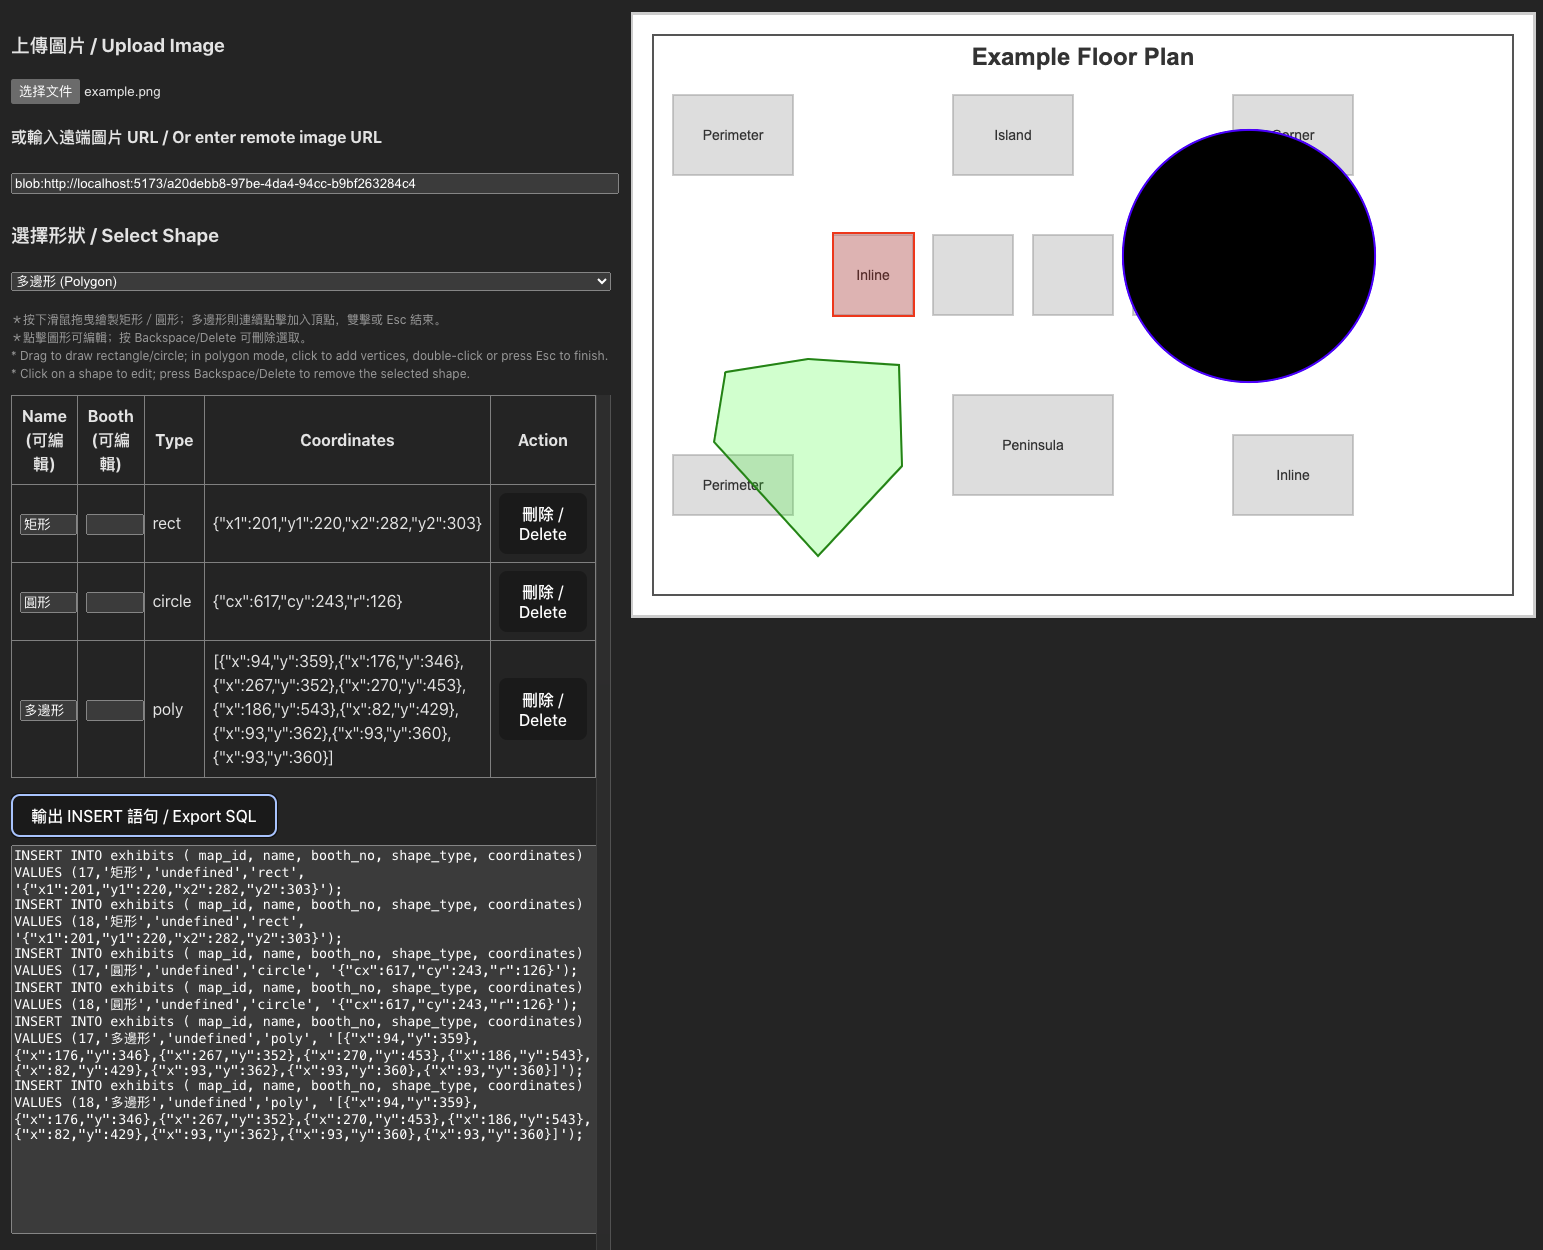 上傳圖片 / Upload Image
选择文件 example.png
或輸入遠端圖片 URL / Or enter remote image URL
blob:http://localhost:5173/a20debb8-97be-4da4-94cc-b9bf263284c4
選擇形狀 / Select Shape
多邊形 (Polygon)
＊按下滑鼠拖曳繪製矩形 / 圓形；多邊形則連續點擊加入頂點，雙擊或 Esc 結束。
＊點擊圖形可編輯；按 Backspace/Delete 可刪除選取。
* Drag to draw rectangle/circle; in polygon mode, click to add vertices, double-click or press Esc to finish.
* Click on a shape to edit; press Backspace/Delete to remove the selected shape.
Name (可編輯) Booth (可編輯) Type Coordinates Action
矩形 rect {"x1":201,"y1":220,"x2":282,"y2":303} 刪除 / Delete
圓形 circle {"cx":617,"cy":243,"r":126} 刪除 / Delete
多邊形 poly [{"x":94,"y":359},{"x":176,"y":346},
{"x":267,"y":352},{"x":270,"y":453},
{"x":186,"y":543},{"x":82,"y":429},
{"x":93,"y":362},{"x":93,"y":360},
{"x":93,"y":360}]
刪除 / Delete
輸出 INSERT 語句 / Export SQL
INSERT INTO exhibits ( map_id, name, booth_no, shape_type, coordinates)
VALUES (17,'矩形','undefined','rect',
'{"x1":201,"y1":220,"x2":282,"y2":303}');
INSERT INTO exhibits ( map_id, name, booth_no, shape_type, coordinates)
VALUES (18,'矩形','undefined','rect',
'{"x1":201,"y1":220,"x2":282,"y2":303}');
INSERT INTO exhibits ( map_id, name, booth_no, shape_type, coordinates)
VALUES (17,'圓形','undefined','circle', '{"cx":617,"cy":243,"r":126}');
INSERT INTO exhibits ( map_id, name, booth_no, shape_type, coordinates)
VALUES (18,'圓形','undefined','circle', '{"cx":617,"cy":243,"r":126}');
INSERT INTO exhibits ( map_id, name, booth_no, shape_type, coordinates)
VALUES (17,'多邊形','undefined','poly', '[{"x":94,"y":359},
{"x":176,"y":346},{"x":267,"y":352},{"x":270,"y":453},{"x":186,"y":543},
{"x":82,"y":429},{"x":93,"y":362},{"x":93,"y":360},{"x":93,"y":360}]');
INSERT INTO exhibits ( map_id, name, booth_no, shape_type, coordinates)
VALUES (18,'多邊形','undefined','poly', '[{"x":94,"y":359},
{"x":176,"y":346},{"x":267,"y":352},{"x":270,"y":453},{"x":186,"y":543},
{"x":82,"y":429},{"x":93,"y":362},{"x":93,"y":360},{"x":93,"y":360}]');
Example Floor Plan
Perimeter
Island
Inline
Peninsula
Perimeter
Inline